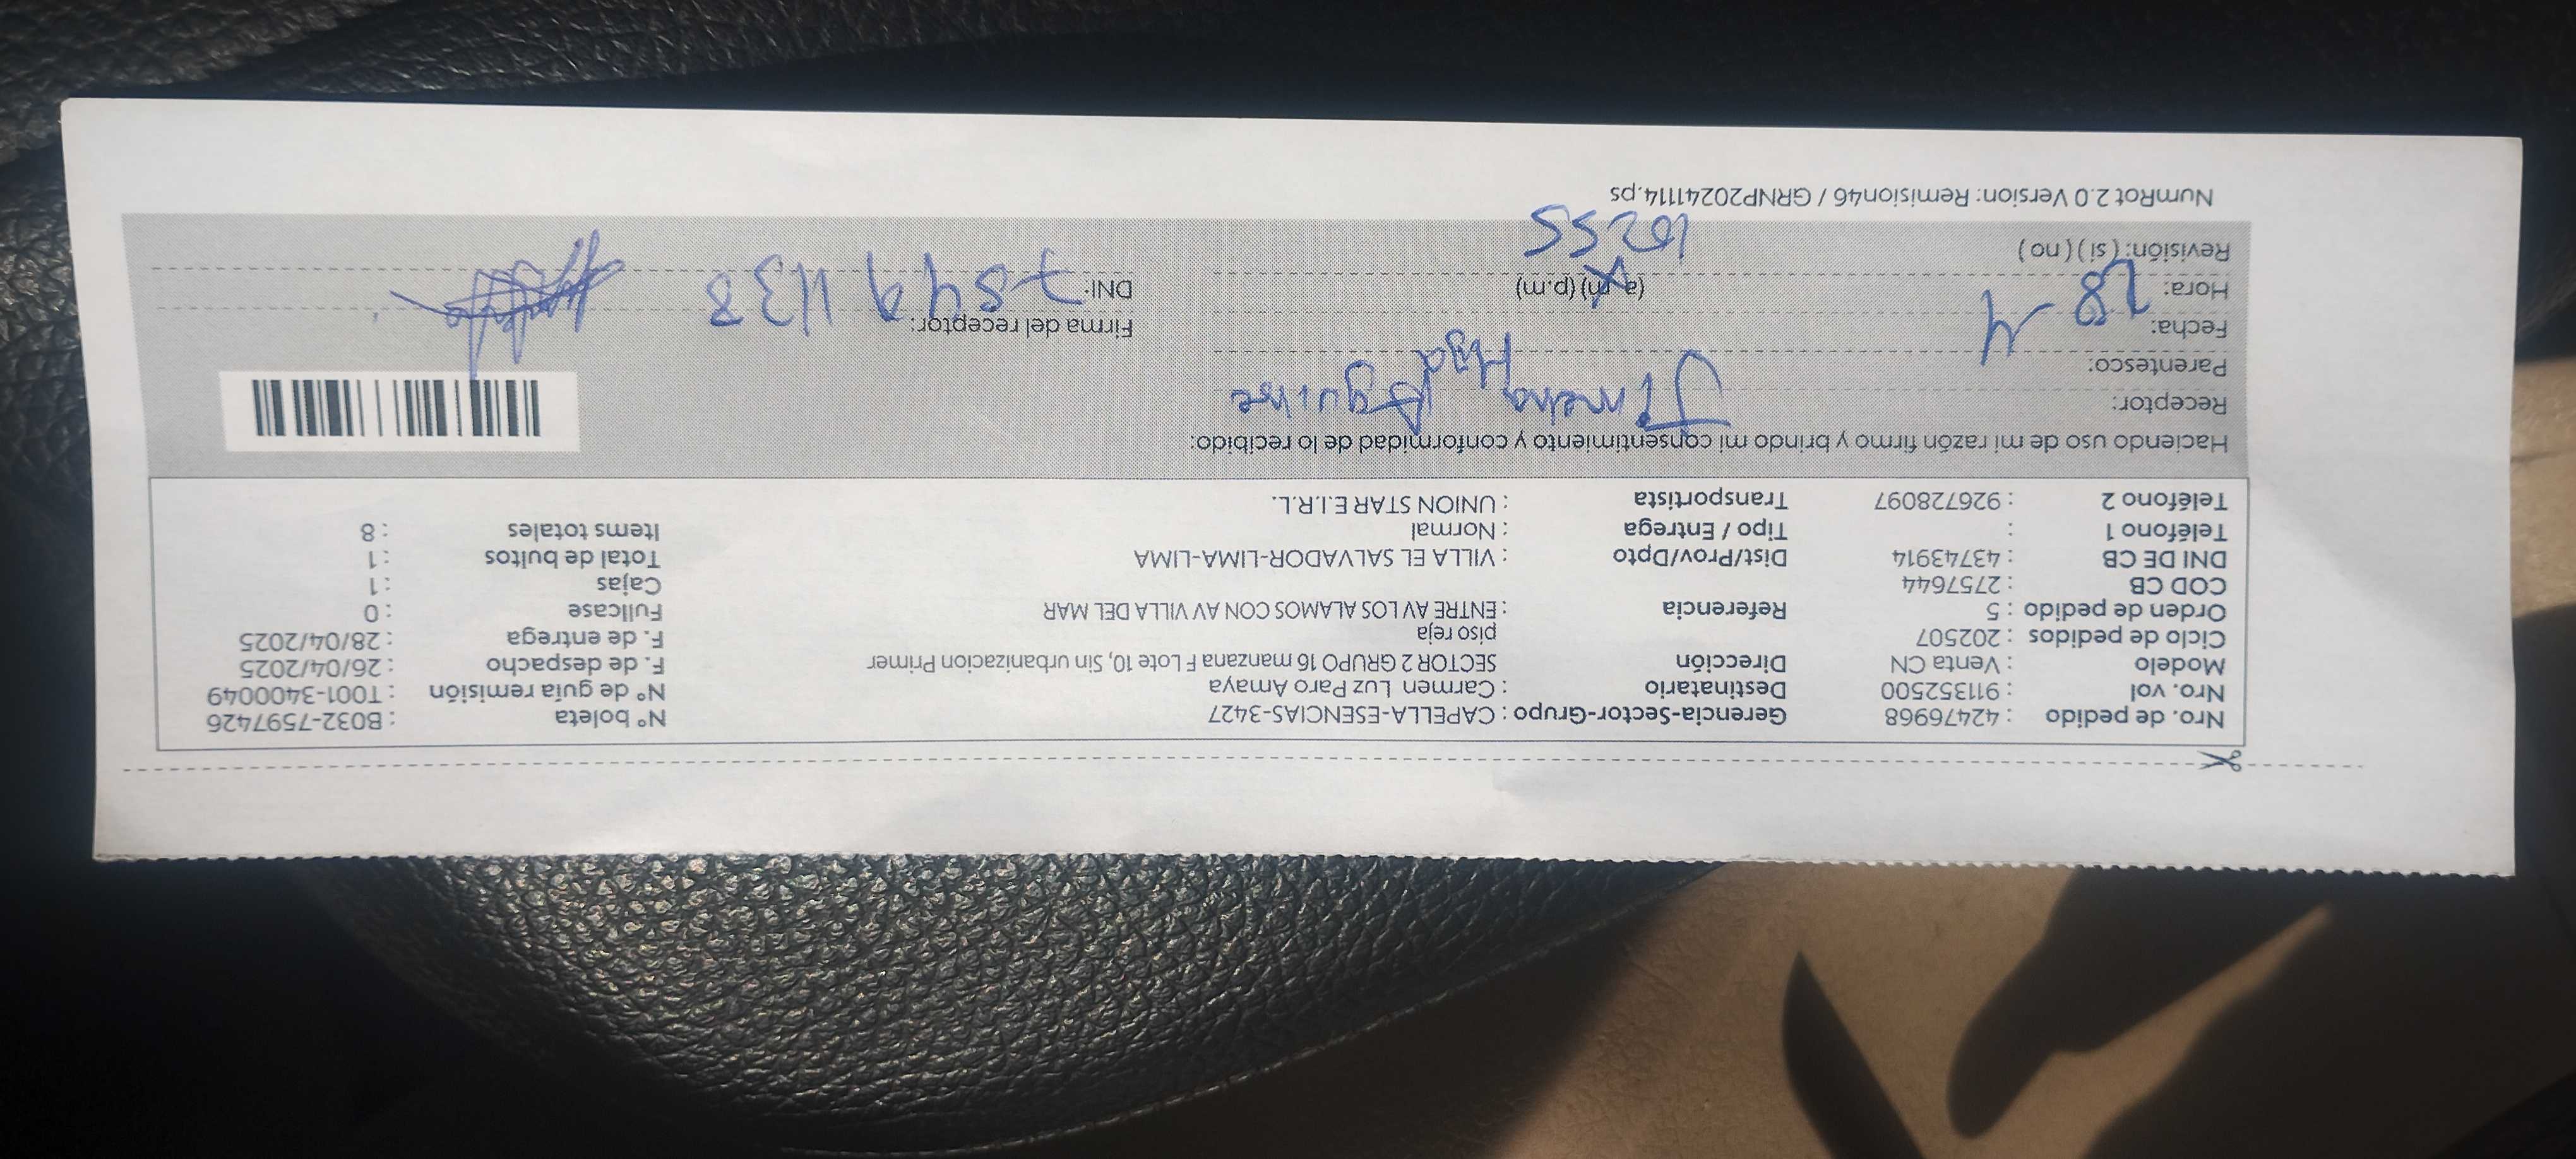 Nro. de pedido : 42476968 Gerencia-Sector-Grupo : CAPELLA-ESENCIAS-3427 N° boleta : B032-7597426
Nro. vol : 911352500 Destinatario : Carmen Luz Paro Amaya N° de guía remisión : T001-3400049
Modelo : Venta CN Dirección SECTOR 2 GRUPO 16 manzana F Lote 10, Sin urbanizacion Primer F. de despacho : 26/04/2025
Ciclo de pedidos : 202507 piso reja F. de entrega : 28/04/2025
Orden de pedido : 5 Referencia : ENTRE AV LOS ALAMOS CON AV VILLA DEL MAR Fullcase : 0
COD CB : 2757644 Cajas : 1
DNI DE CB : 43743914 Dist/Prov/Dpto : VILLA EL SALVADOR-LIMA-LIMA Total de bultos : 1
Teléfono 1 : Tipo / Entrega : Normal Items totales : 8
Teléfono 2 : 926728097 Transportista : UNION STAR E.I.R.L.
Haciendo uso de mi razón firmo y brindo mi consentimiento y conformidad de lo recibido:
Receptor: Aguirre
Parentesco: Hija
Fecha: 28-4 Firma del receptor:
Hora: (a.m) (p.m) DNI: 75491138
Revisión: (si) (no) 10255
NumRot 2.0 Version: Remision46 / GRNP20241114.ps